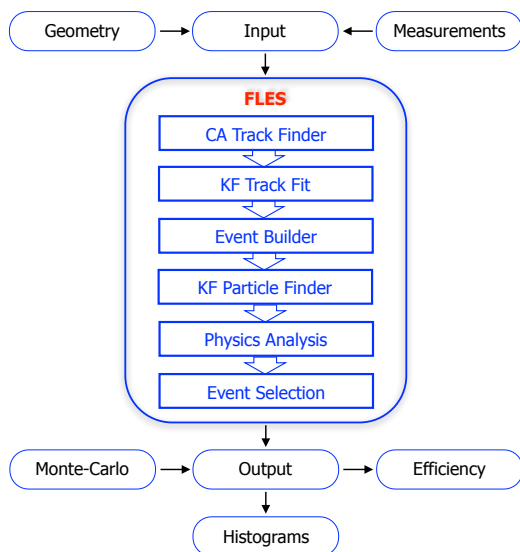 Geometry
Input
Measurements
FLES
CA Track Finder
KF Track Fit
Event Builder
KF Particle Finder
Physics Analysis
Event Selection
Monte-Carlo
Output
Efficiency
Histograms